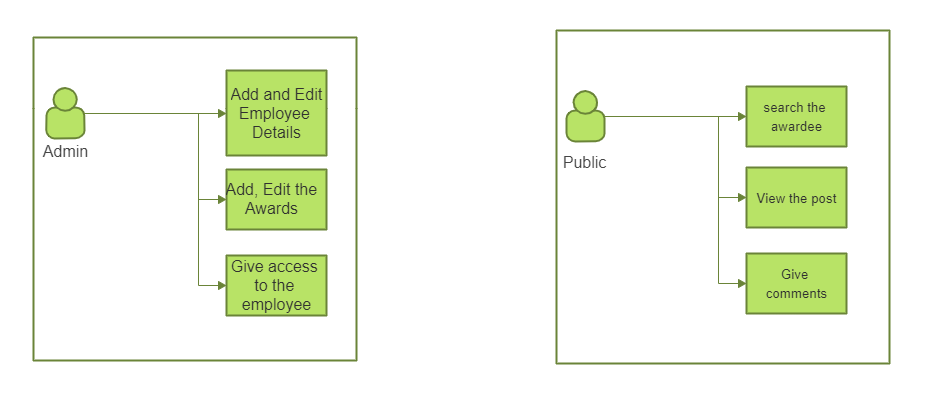 Admin
Add and Edit
Employee
Details
Add, Edit the
Awards
Give access
to the
employee
Public
search the
awardee
View the post
Give
comments